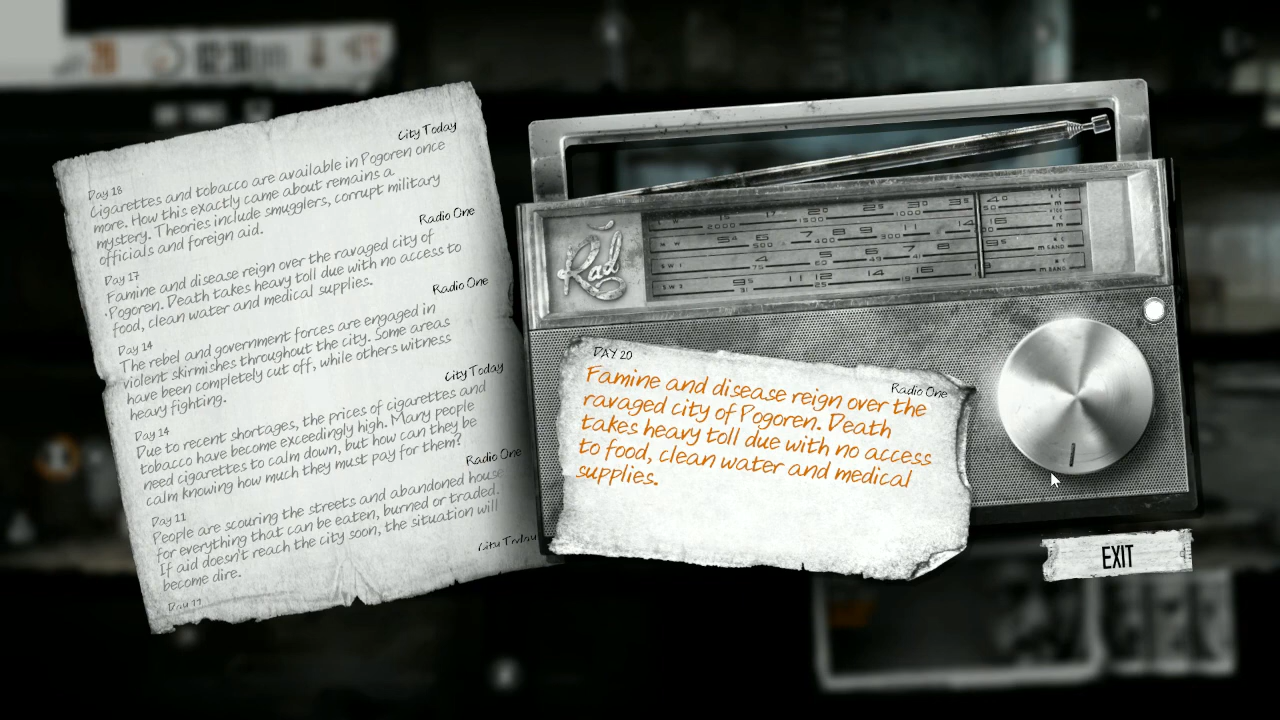 City Today
Day 18
Cigarettes and tobacco are available in Pogoren once
more. How this exactly came about remains a
mystery. Theories include smugglers, corrupt military
officials and foreign aid.
Radio One
Day 17
Famine and disease reign over the ravaged city of
Pogoren. Death takes heavy toll due with no access to
food, clean water and medical supplies.
Radio One
Day 14
The rebel and government forces are engaged in
violent skirmishes throughout the city. Some areas
have been completely cut off, while others witness
heavy fighting.
City Today
Day 14
Due to recent shortages, the prices of cigarettes and
tobacco have become exceedingly high. Many people
need cigarettes to calm down, but how can they be
calm knowing how much they must pay for them?
Radio One
Day 11
People are scouring the streets and abandoned hous
for everything that can be eaten, burned or traded.
If aid doesn't reach the city soon, the situation will
become dire.
City Today
Day 11
Rad
DAY 20
Radio One
Famine and disease reign over the
ravaged city of Pogoren. Death
takes heavy toll due with no access
to food, clean water and medical
supplies.
EXIT